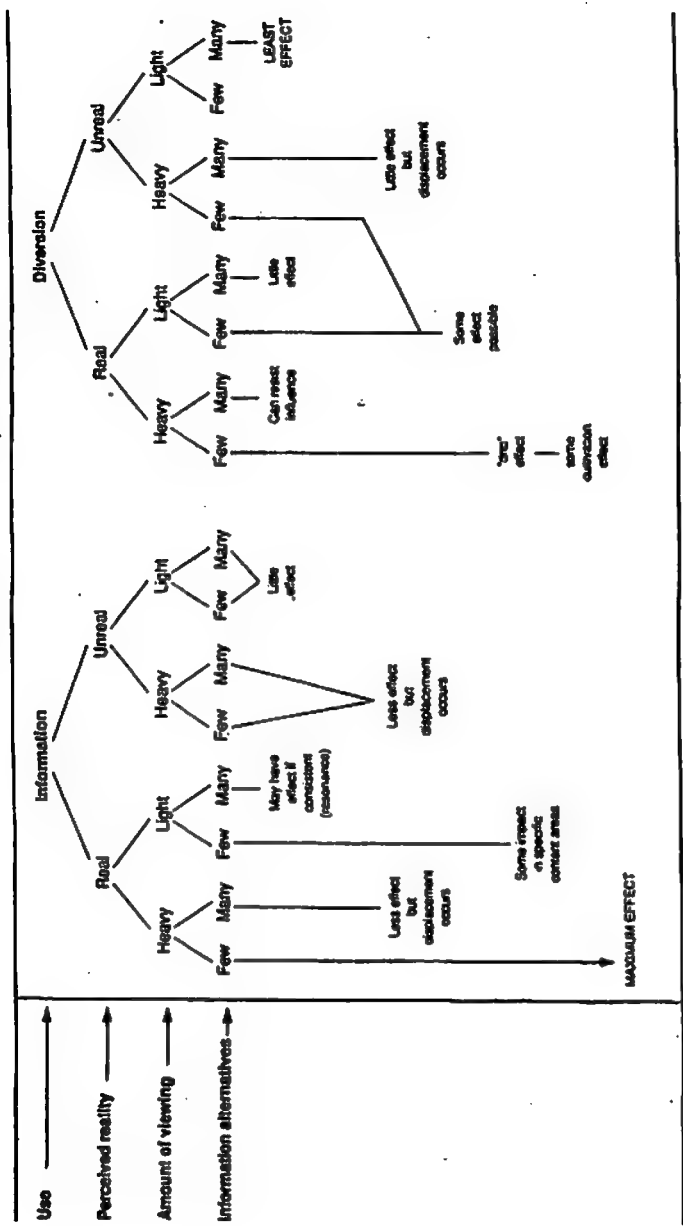 Use
Perceived reality
Amount of viewing
Information alternatives
Information
Diversion
Real
Unreal
Real
Unreal
Heavy
Light
Heavy
Light
Heavy
Light
Heavy
Light
Few
Many
Few
Many
Few
Many
Few
Many
Few
Many
Few
Many
Few
Many
Few
Many
MAXIMUM EFFECT
Less effect
but
displacement
occurs
Some impact
in specific
content areas
May have
effect if
consistent
(resonance)
Less effect
but
displacement
occurs
Little
effect
effect
some
cultivation
effect
Can resist
influence
Some
effect
possible
Little
effect
Little effect
but
displacement
occurs
LEAST
EFFECT